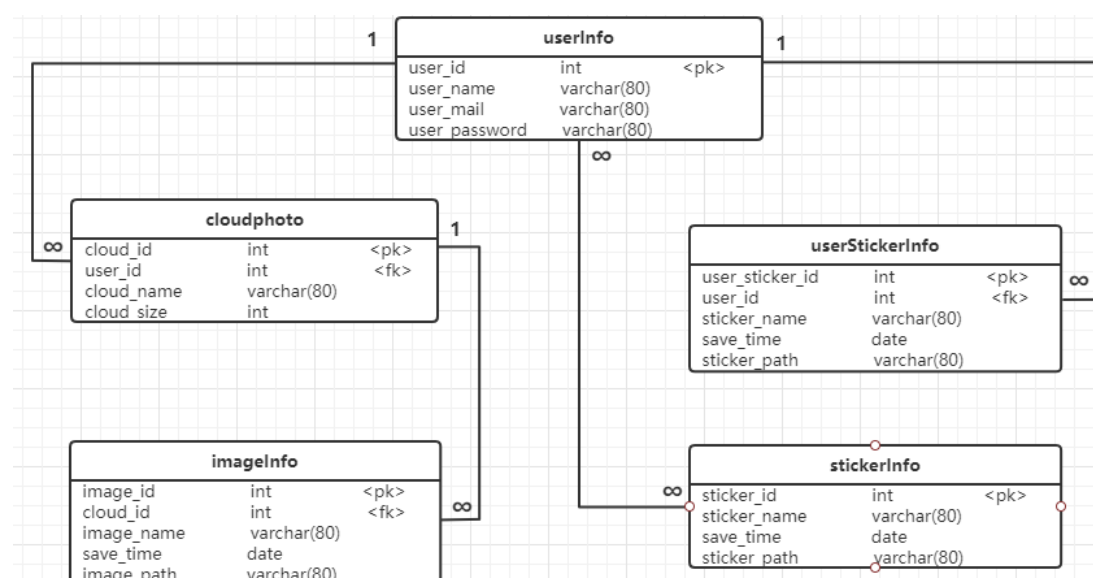 1
userInfo
1
user_id int <pk>
user_name varchar(80)
user_mail varchar(80)
user_password varchar(80)
∞
cloudphoto
1
∞
cloud_id int <pk>
user_id int <fk>
cloud_name varchar(80)
cloud_size int
userStickerInfo
user_sticker_id int <pk>
∞
user_id int <fk>
sticker_name varchar(80)
save_time date
sticker_path varchar(80)
imageInfo
image_id int <pk>
cloud_id int <fk>
∞
image_name varchar(80)
save_time date
image_path varchar(80)
stickerInfo
∞
sticker_id int <pk>
sticker_name varchar(80)
save_time date
sticker_path varchar(80)